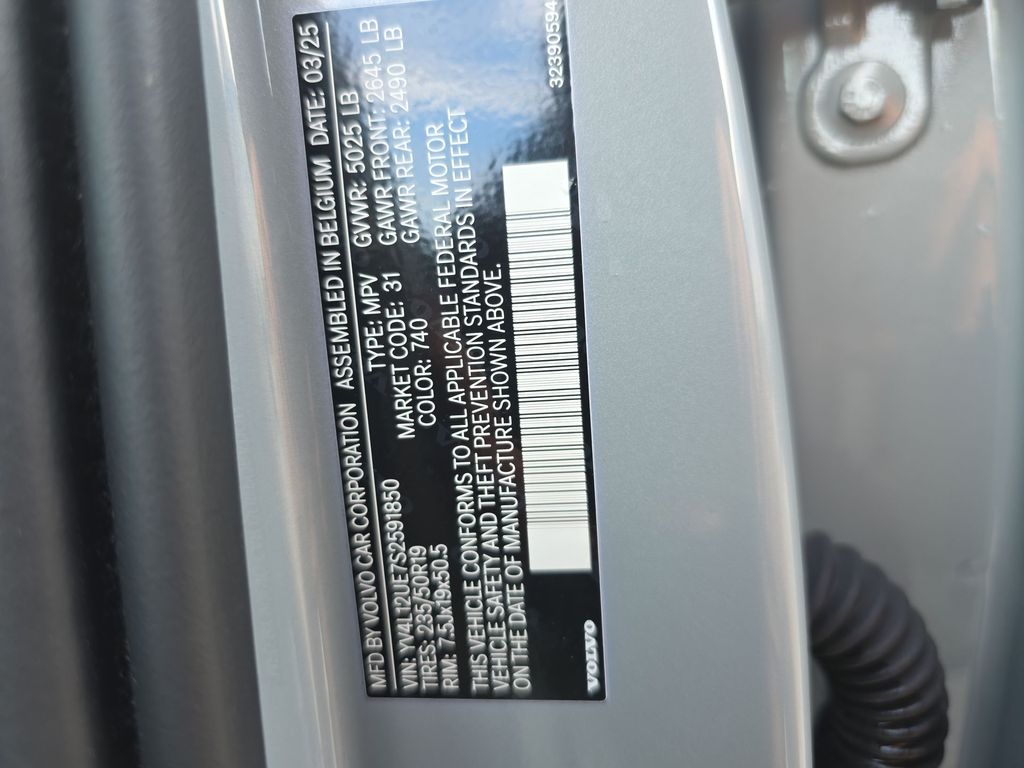 MFD BY VOLVO CAR CORPORATION ASSEMBLED IN BELGIUM DATE: 03/25
VIN: YV4L12UE7S2591850 TYPE: MPV GVWR: 5025 LB
TIRES: 235/50R19 MARKET CODE: 31 GAWR FRONT: 2645 LB
RIM: 7.5Jx19x50.5 COLOR: 740 GAWR REAR: 2490 LB
THIS VEHICLE CONFORMS TO ALL APPLICABLE FEDERAL MOTOR
VEHICLE SAFETY AND THEFT PREVENTION STANDARDS IN EFFECT
ON THE DATE OF MANUFACTURE SHOWN ABOVE.
VOLVO 32390594